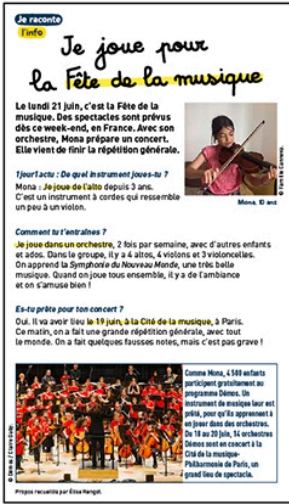 Je raconte
l'info
Je joue pour
la Fête de la musique
Le lundi 21 juin, c'est la Fête de la
musique. Des spectacles sont prévus
dès ce week-end, en France. Avec son
orchestre, Mona prépare un concert.
Elle vient de finir la répétition générale.
1jour1actu : De quel instrument joues-tu ?
Mona : Je joue de l'alto depuis 3 ans.
C'est un instrument à cordes qui ressemble
un peu à un violon.
© Famille Carneiro.
Mona, 10 ans
Comment tu t'entraînes ?
Je joue dans un orchestre, 2 fois par semaine, avec d'autres enfants
et ados. Dans le groupe, il y a 4 altos, 4 violons et 3 violoncelles.
On apprend la Symphonie du Nouveau Monde, une très belle
musique. Quand on joue tous ensemble, il y a de l'ambiance
et on s'amuse bien !
Es-tu prête pour ton concert ?
Oui. Il va avoir lieu le 19 juin, à la Cité de la musique, à Paris.
Ce matin, on a fait une grande répétition générale, avec tout
le monde. On a fait quelques fausses notes, mais c'est pas grave !
Comme Mona, 4 500 enfants
participent gratuitement au
programme Démos. Un
instrument de musique leur est
prêté, pour qu'ils apprennent à
en jouer dans des orchestres.
Du 18 au 20 juin, 14 orchestres
Démos sont en concert à la
Cité de la musique-
Philharmonie de Paris, un
grand lieu de spectacle.
Propos recueillis par Élise Rengot.